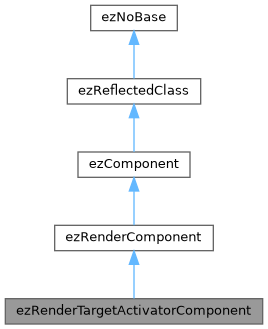 ezNoBase
ezReflectedClass
ezComponent
ezRenderComponent
ezRenderTargetActivatorComponent